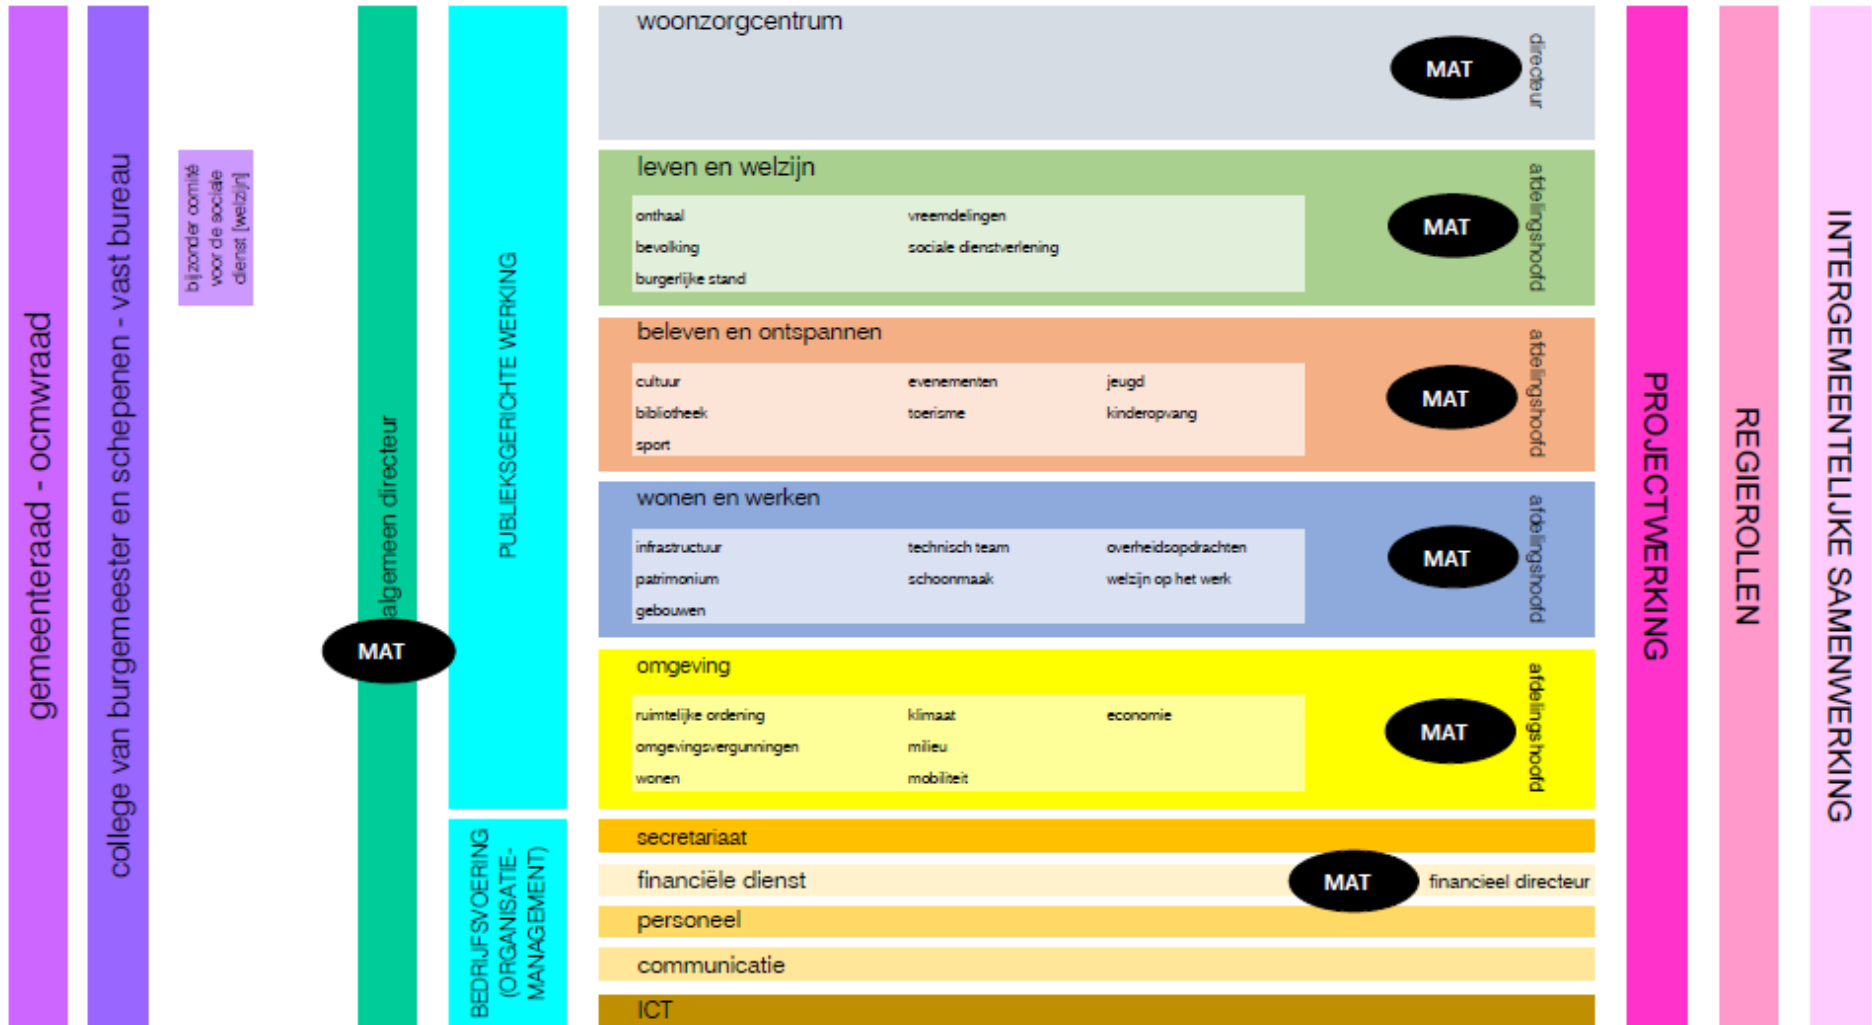 gemeenteraad - ocmwraad
college van burgemeester en schepenen - vast bureau
bijzonder comité
voor de sociale
dienst [welzijn]
algemeen directeur
MAT
PUBLIEKSGERICHTE WERKING
BEDRIJFSVOERING
(ORGANISATIE-
MANAGEMENT)
woonzorgcentrum
MAT
directeur
leven en welzijn
onthaal
bevolking
burgerlijke stand
vreemdelingen
sociale dienstverlening
MAT
afdelingshoofd
beleven en ontspannen
cultuur
bibliotheek
sport
evenementen
toerisme
jeugd
kinderopvang
MAT
afdelingshoofd
wonen en werken
infrastructuur
patrimonium
gebouwen
technisch team
schoonmaak
overheidsopdrachten
welzijn op het werk
MAT
afdelingshoofd
omgeving
ruimtelijke ordening
omgevingsvergunningen
wonen
klimaat
milieu
mobiliteit
economie
MAT
afdelingshoofd
secretariaat
financiële dienst
MAT
financieel directeur
personeel
communicatie
ICT
PROJECTWERKING
REGIEROLLEN
INTERGEMEENTELIJKE SAMENWERKING